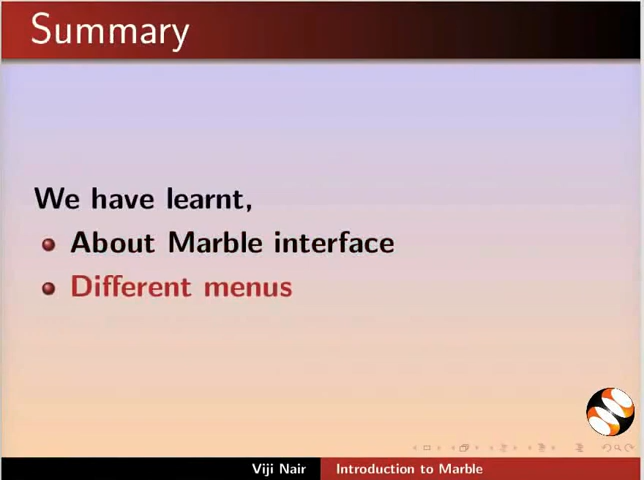 Summary
We have learnt,
About Marble interface
Different menus
Viji Nair
Introduction to Marble